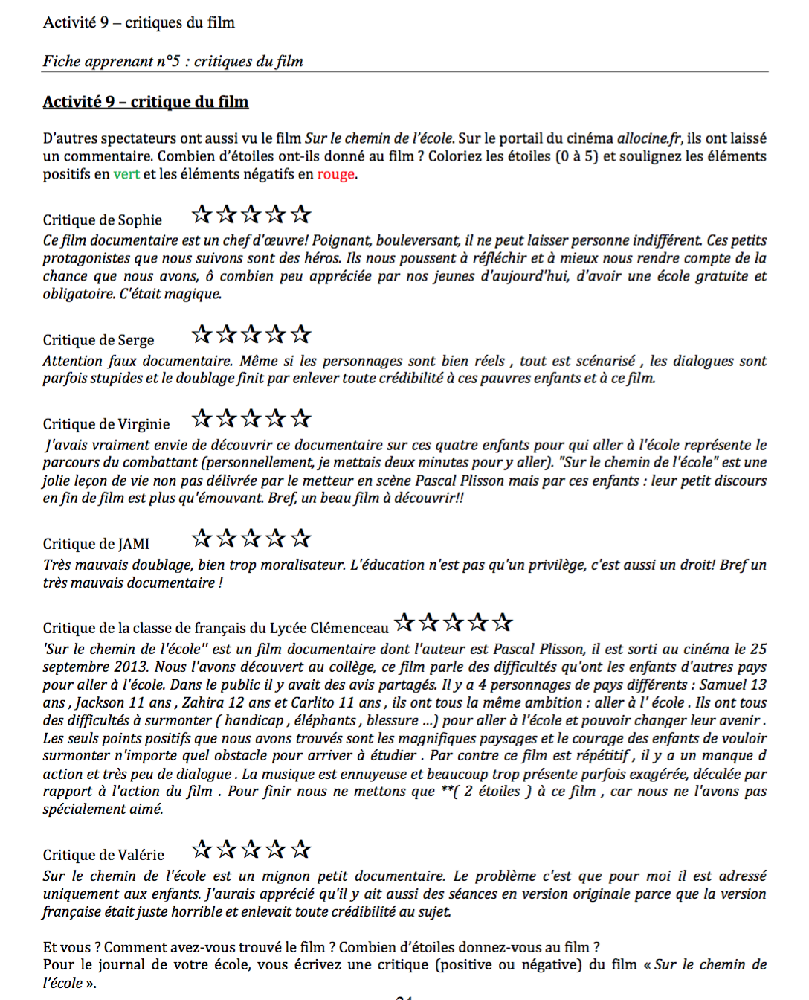 Activité 9 – critiques du film
Fiche apprenant n°5 : critiques du film
Activité 9 – critique du film
D'autres spectateurs ont aussi vu le film Sur le chemin de l'école. Sur le portail du cinéma allocine.fr, ils ont laissé
un commentaire. Combien d'étoiles ont-ils donné au film ? Coloriez les étoiles (0 à 5) et soulignez les éléments
positifs en vert et les éléments négatifs en rouge.
Critique de Sophie ☆☆☆☆☆
Ce film documentaire est un chef d'œuvre! Poignant, bouleversant, il ne peut laisser personne indifférent. Ces petits
protagonistes que nous suivons sont des héros. Ils nous poussent à réfléchir et à mieux nous rendre compte de la
chance que nous avons, ô combien peu appréciée par nos jeunes d'aujourd'hui, d'avoir une école gratuite et
obligatoire. C'était magique.
Critique de Serge ☆☆☆☆☆
Attention faux documentaire. Même si les personnages sont bien réels , tout est scénarisé , les dialogues sont
parfois stupides et le doublage finit par enlever toute crédibilité à ces pauvres enfants et à ce film.
Critique de Virginie ☆☆☆☆☆
J'avais vraiment envie de découvrir ce documentaire sur ces quatre enfants pour qui aller à l'école représente le
parcours du combattant (personnellement, je mettais deux minutes pour y aller). "Sur le chemin de l'école" est une
jolie leçon de vie non pas délivrée par le metteur en scène Pascal Plisson mais par ces enfants : leur petit discours
en fin de film est plus qu'émouvant. Bref, un beau film à découvrir!!
Critique de JAMI ☆☆☆☆☆
Très mauvais doublage, bien trop moralisateur. L'éducation n'est pas qu'un privilège, c'est aussi un droit! Bref un
très mauvais documentaire !
Critique de la classe de français du Lycée Clémenceau ☆☆☆☆☆
'Sur le chemin de l'école'' est un film documentaire dont l'auteur est Pascal Plisson, il est sorti au cinéma le 25
septembre 2013. Nous l'avons découvert au collège, ce film parle des difficultés qu'ont les enfants d'autres pays
pour aller à l'école. Dans le public il y avait des avis partagés. Il y a 4 personnages de pays différents : Samuel 13
ans , Jackson 11 ans , Zahira 12 ans et Carlito 11 ans , ils ont tous la même ambition : aller à l' école . Ils ont tous
des difficultés à surmonter ( handicap , éléphants , blessure ...) pour aller à l'école et pouvoir changer leur avenir .
Les seuls points positifs que nous avons trouvés sont les magnifiques paysages et le courage des enfants de vouloir
surmonter n'importe quel obstacle pour arriver à étudier . Par contre ce film est répétitif , il y a un manque d
action et très peu de dialogue . La musique est ennuyeuse et beaucoup trop présente parfois exagérée, décalée par
rapport à l'action du film . Pour finir nous ne mettons que **( 2 étoiles ) à ce film , car nous ne l'avons pas
spécialement aimé.
Critique de Valérie ☆☆☆☆☆
Sur le chemin de l'école est un mignon petit documentaire. Le problème c'est que pour moi il est adressé
uniquement aux enfants. J'aurais apprécié qu'il y ait aussi des séances en version originale parce que la version
française était juste horrible et enlevait toute crédibilité au sujet.
Et vous ? Comment avez-vous trouvé le film ? Combien d'étoiles donnez-vous au film ?
Pour le journal de votre école, vous écrivez une critique (positive ou négative) du film « Sur le chemin de
l'école ».